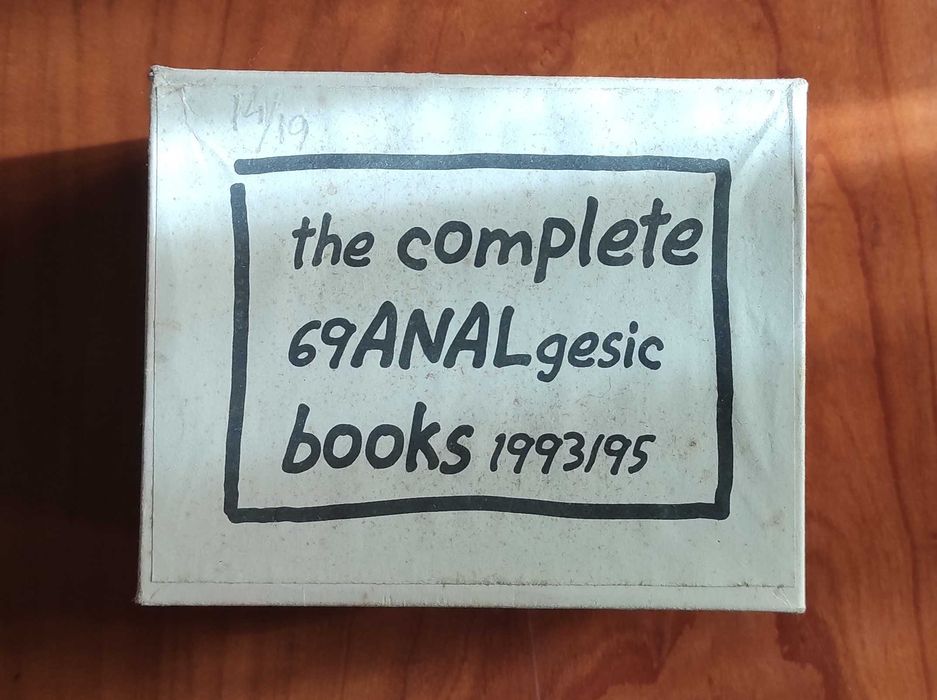 14/19
the complete
69ANALgesic
books 1993/95